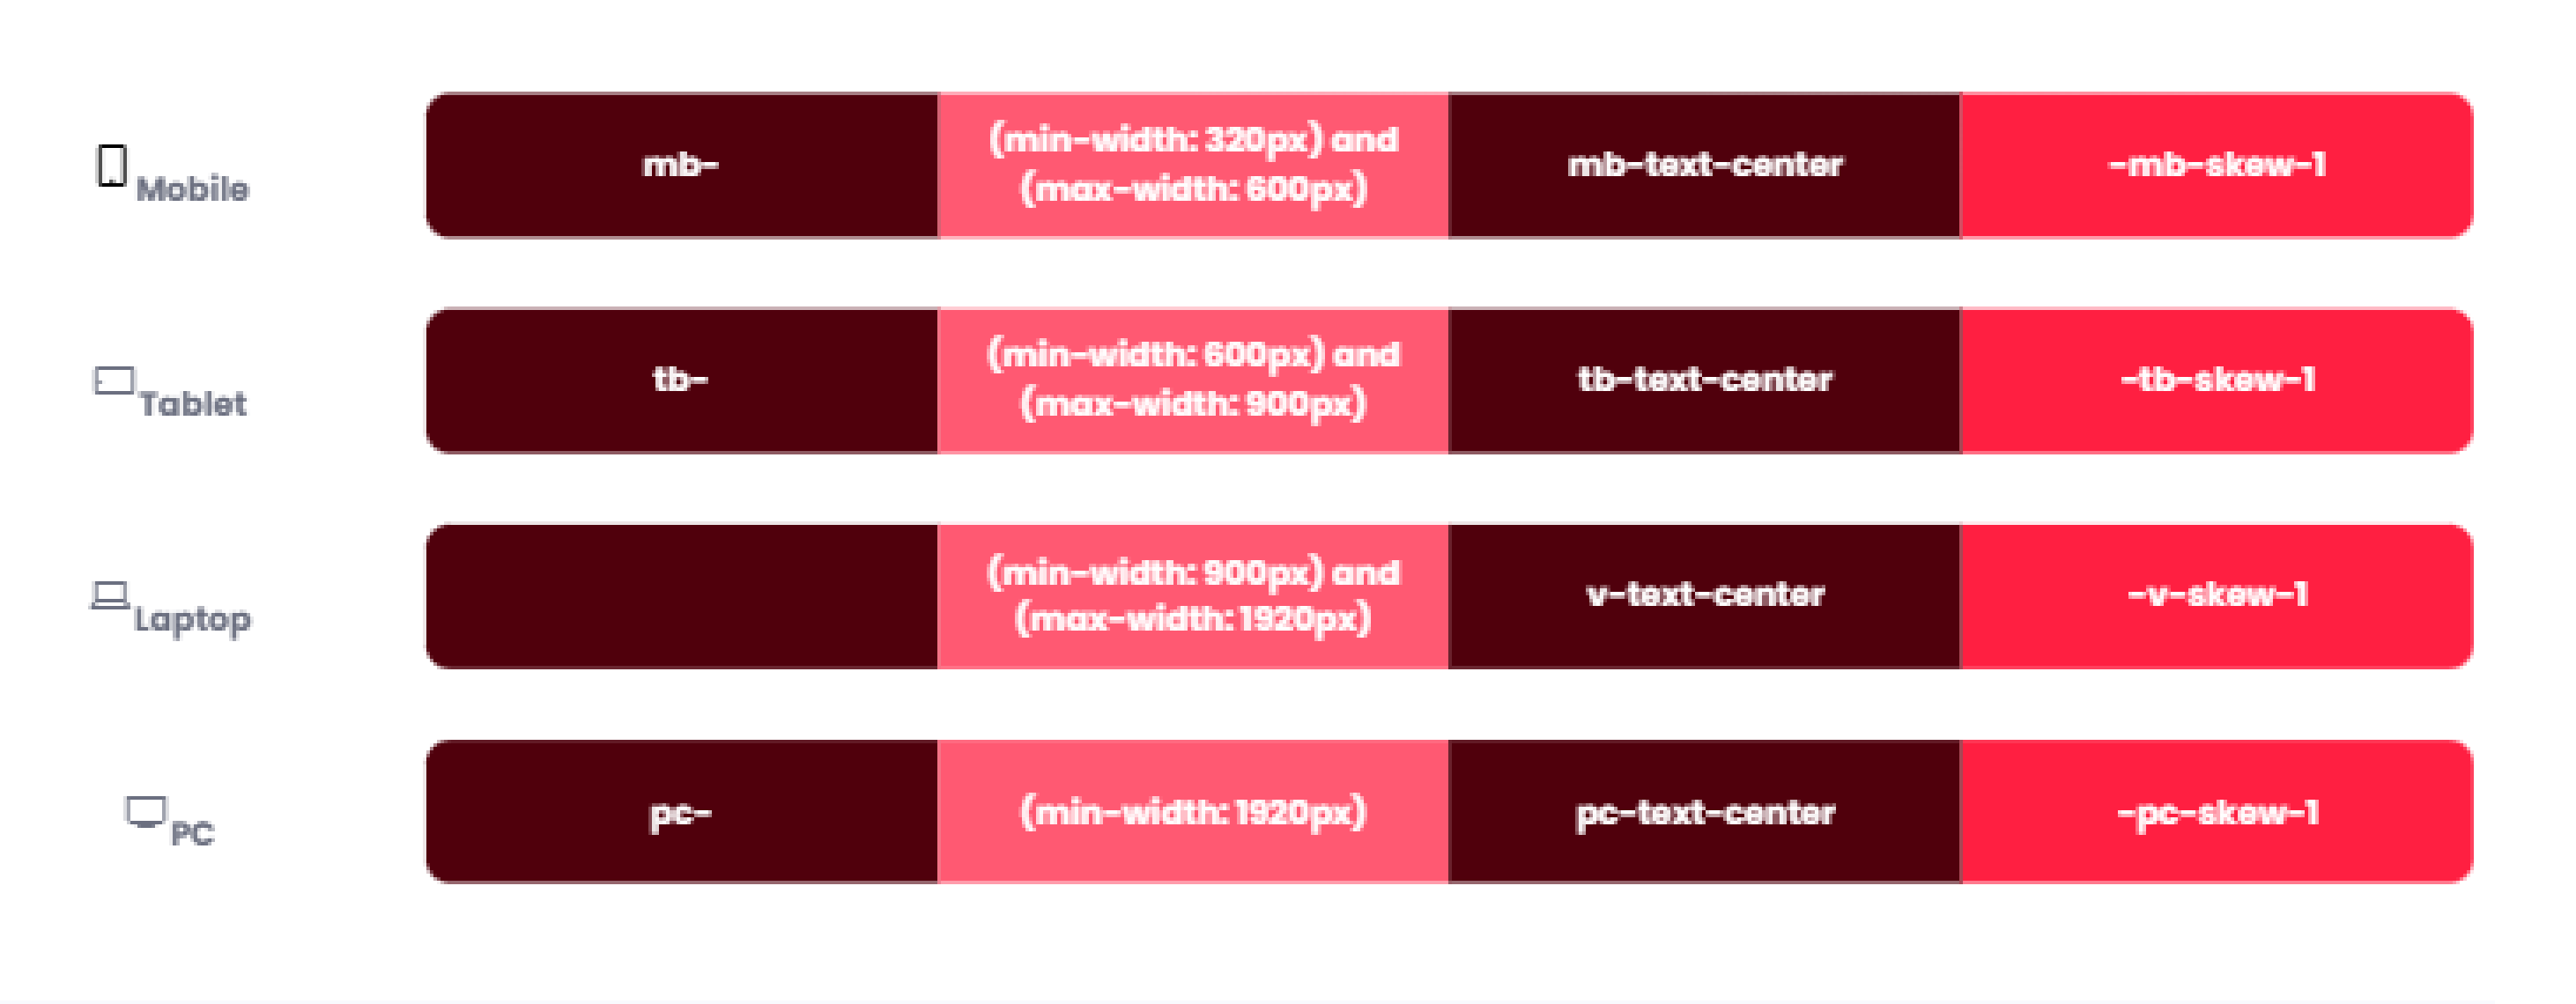 Mobile
mb-
(min-width: 320px) and
(max-width: 600px)
mb-text-center
-mb-skew-1
Tablet
tb-
(min-width: 600px) and
(max-width: 900px)
tb-text-center
-tb-skew-1
Laptop
(min-width: 900px) and
(max-width: 1920px)
v-text-center
-v-skew-1
PC
pc-
(min-width: 1920px)
pc-text-center
-pc-skew-1